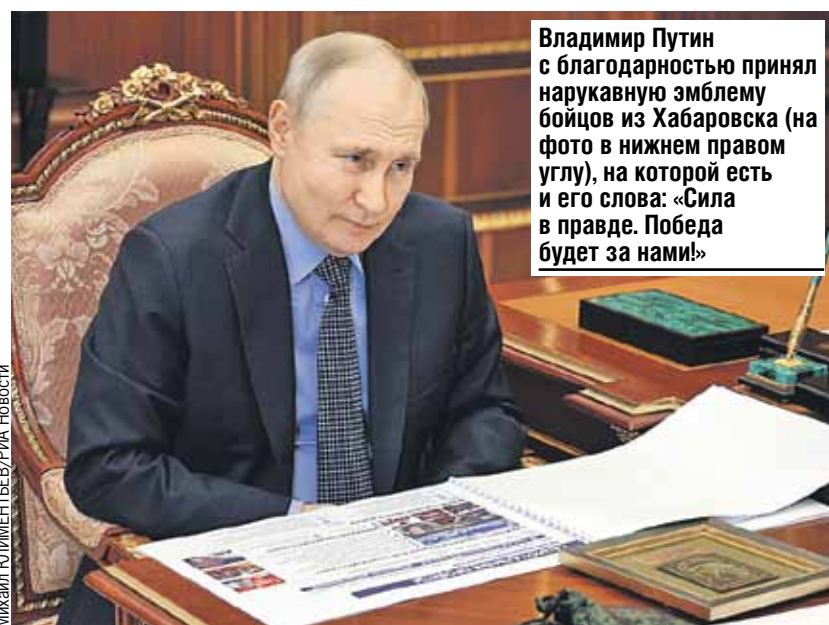 Владимир Путин
с благодарностью принял
нарукавную эмблему
бойцов из Хабаровска (на
фото в нижнем правом
углу), на которой есть
и его слова: «Сила
в правде. Победа
будет за нами!»
Михаил КЛИМЕНТЬЕВ/РИА Новости